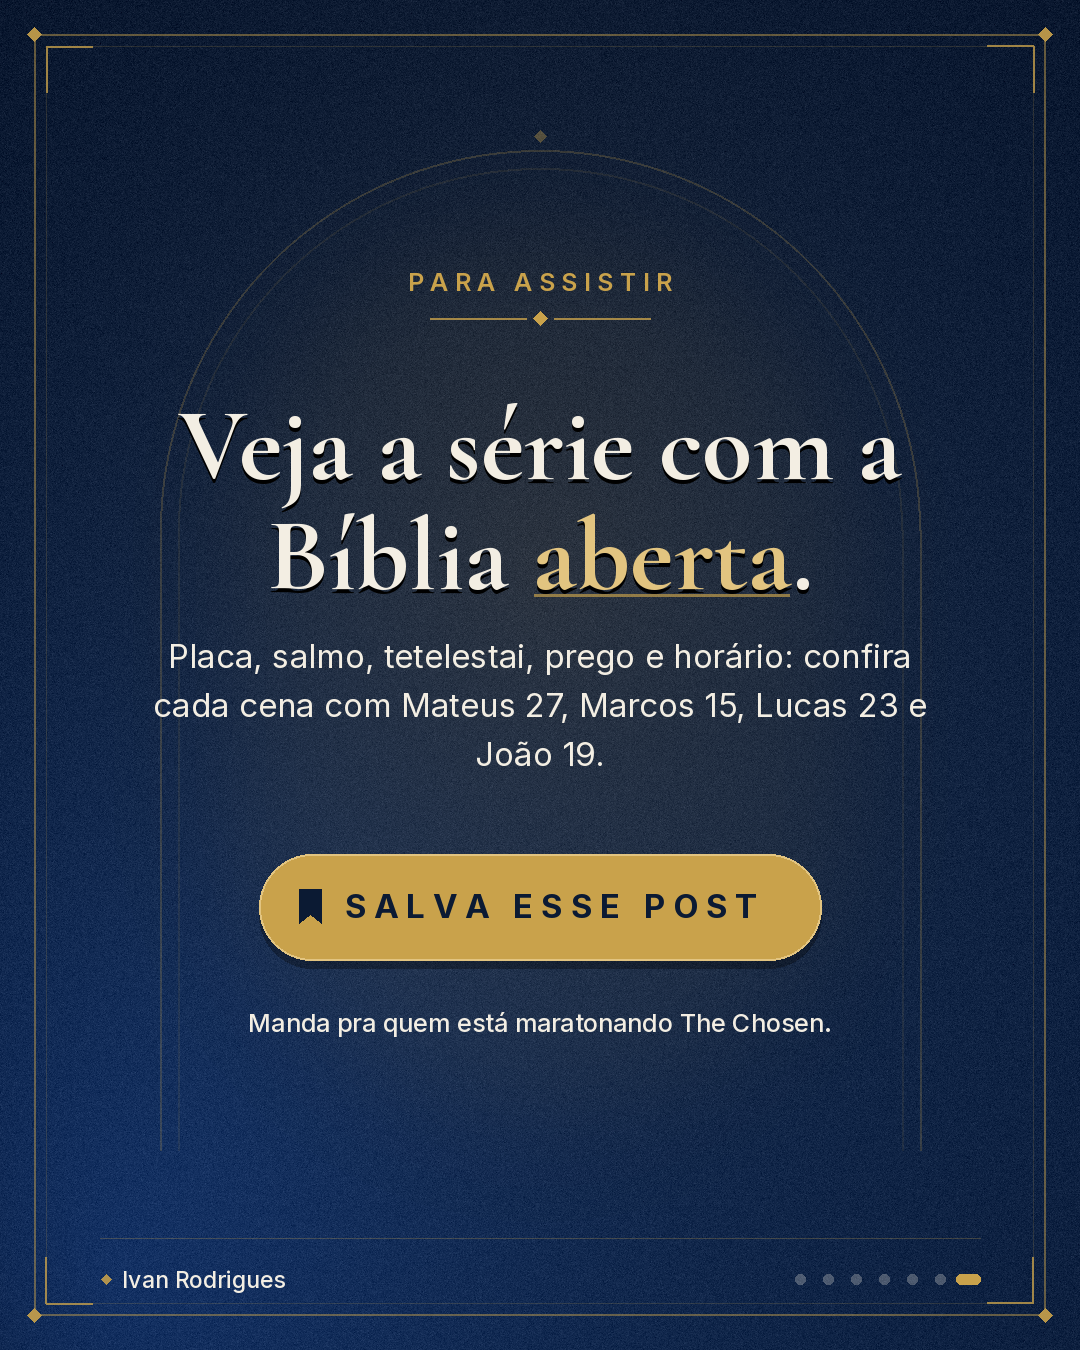 PARA ASSISTIR
Veja a série com a
Bíblia aberta.
Placa, salmo, tetelestai, prego e horário: confira
cada cena com Mateus 27, Marcos 15, Lucas 23 e
João 19.
SALVA ESSE POST
Manda pra quem está maratonando The Chosen.
Ivan Rodrigues